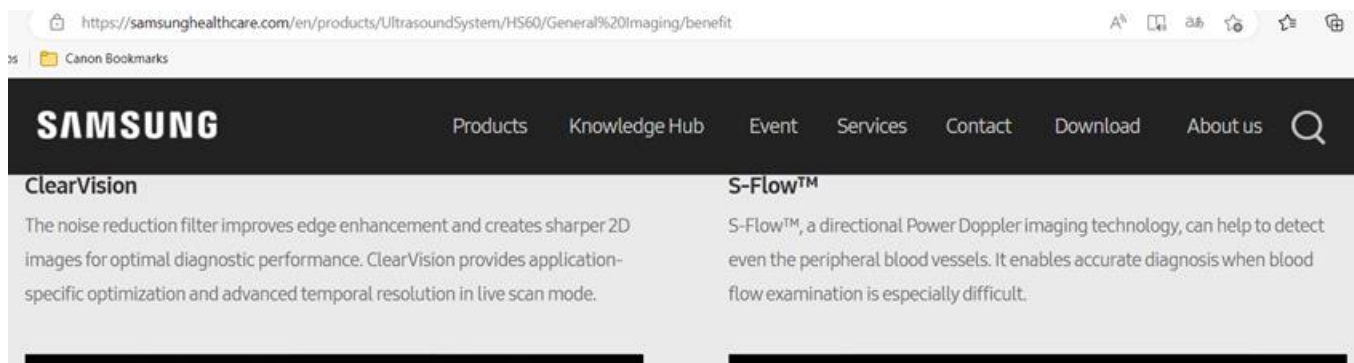 https://samsunghealthcare.com/en/products/UltrasoundSystem/HS60/General%20Imaging/benefit
Canon Bookmarks
SAMSUNG
Products Knowledge Hub Event Services Contact Download About us
ClearVision
The noise reduction filter improves edge enhancement and creates sharper 2D
images for optimal diagnostic performance. ClearVision provides application-
specific optimization and advanced temporal resolution in live scan mode.
S-Flow™
S-Flow™, a directional Power Doppler imaging technology, can help to detect
even the peripheral blood vessels. It enables accurate diagnosis when blood
flow examination is especially difficult.